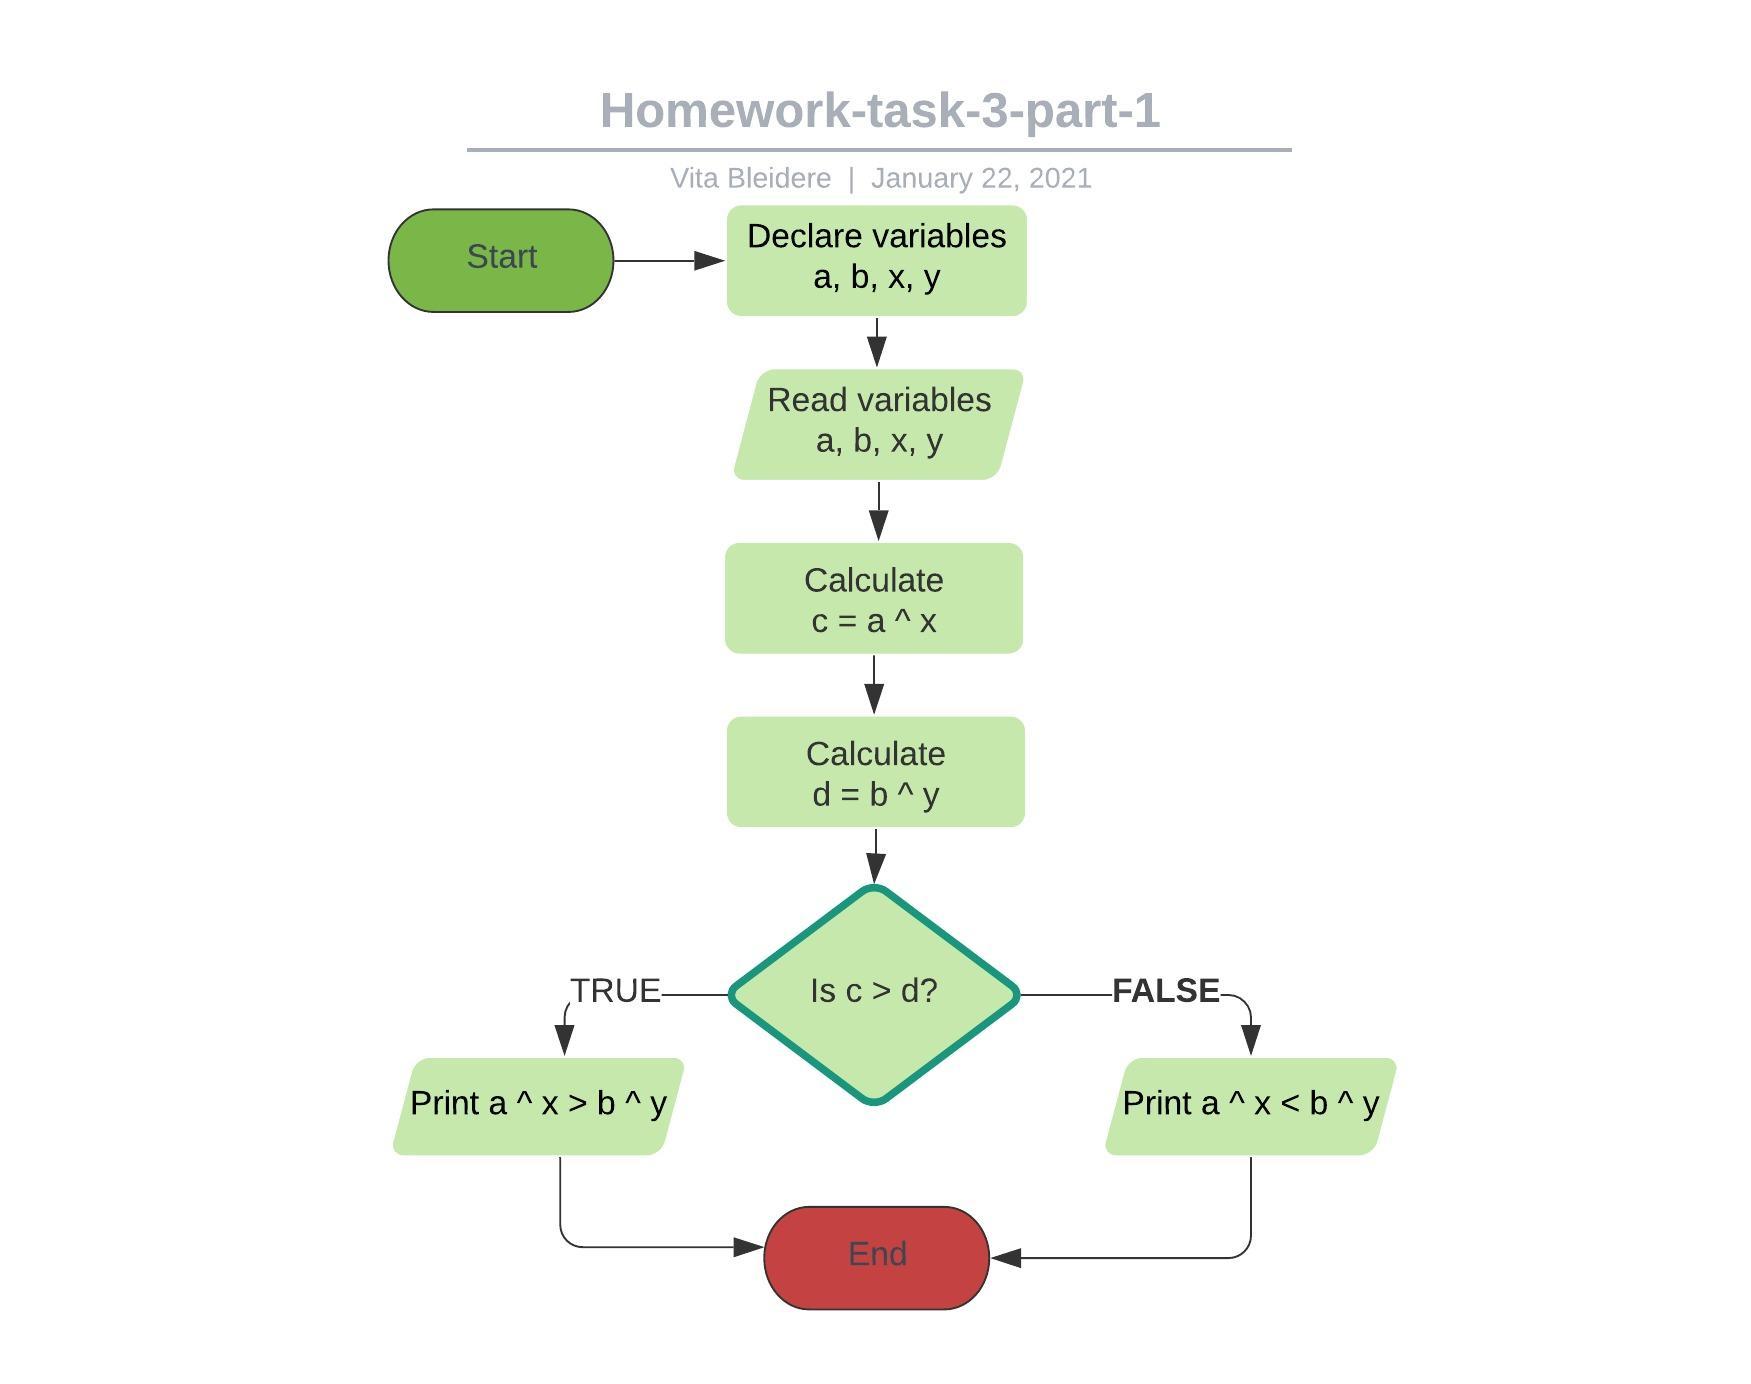 Homework-task-3-part-1
Vita Bleidere | January 22, 2021
Start
Declare variables
a, b, x, y
Read variables
a, b, x, y
Calculate
c = a ^ x
Calculate
d = b ^ y
Is c > d?
TRUE
FALSE
Print a ^ x > b ^ y
Print a ^ x < b ^ y
End